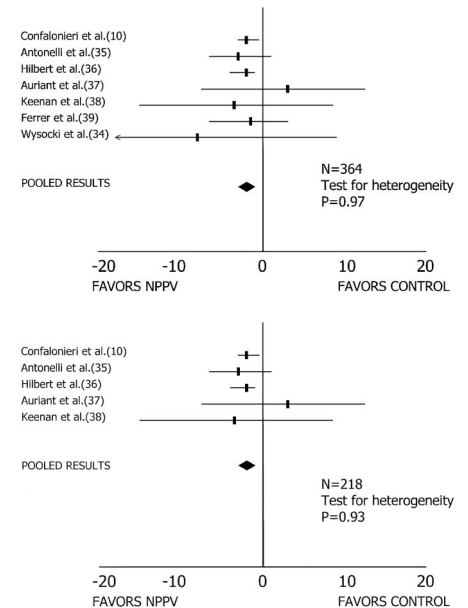 Confalonieri et al.(10)
Antonelli et al.(35)
Hilbert et al.(36)
Auriant et al.(37)
Keenan et al.(38)
Ferrer et al.(39)
Wysocki et al.(34)
POOLED RESULTS
N=364
Test for heterogeneity
P=0.97
-20 -10 0 10 20
FAVORS NPPV FAVORS CONTROL
Confalonieri et al.(10)
Antonelli et al.(35)
Hilbert et al.(36)
Auriant et al.(37)
Keenan et al.(38)
POOLED RESULTS
N=218
Test for heterogeneity
P=0.93
-20 -10 0 10 20
FAVORS NPPV FAVORS CONTROL